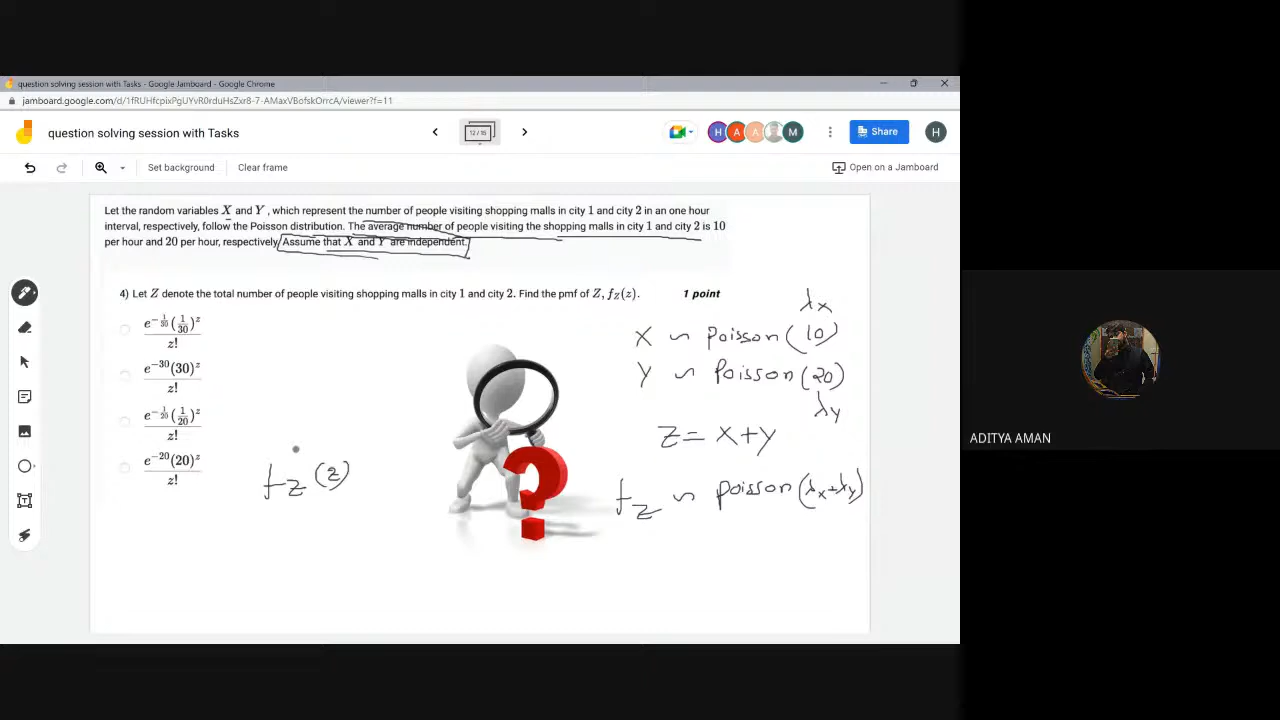 question solving session with Tasks - Google Jamboard - Google Chrome
jamboard.google.com/d/1fRUHfcpixPgUYvR0rduHsZxr8-7-AMaxVBofskOrrcA/viewer?f=11
question solving session with Tasks
12 / 15
H A A M
Share
H
Set background
Clear frame
Open on a Jamboard
Let the random variables X and Y, which represent the number of people visiting shopping malls in city 1 and city 2 in an one hour
interval, respectively, follow the Poisson distribution. The average number of people visiting the shopping malls in city 1 and city 2 is 10
per hour and 20 per hour, respectively. Assume that X and Y are independent.
4) Let Z denote the total number of people visiting shopping malls in city 1 and city 2. Find the pmf of Z, f_Z(z).
1 point
e^{-1/30}(1/30)^z / z!
e^{-30}(30)^z / z!
e^{-1/20}(1/20)^z / z!
e^{-20}(20)^z / z!
f_Z(z)
λx
X ~ poisson (10)
Y ~ Poisson (20)
λy
Z = X+Y
f_Z ~ poisson (λx+λy)
ADITYA AMAN